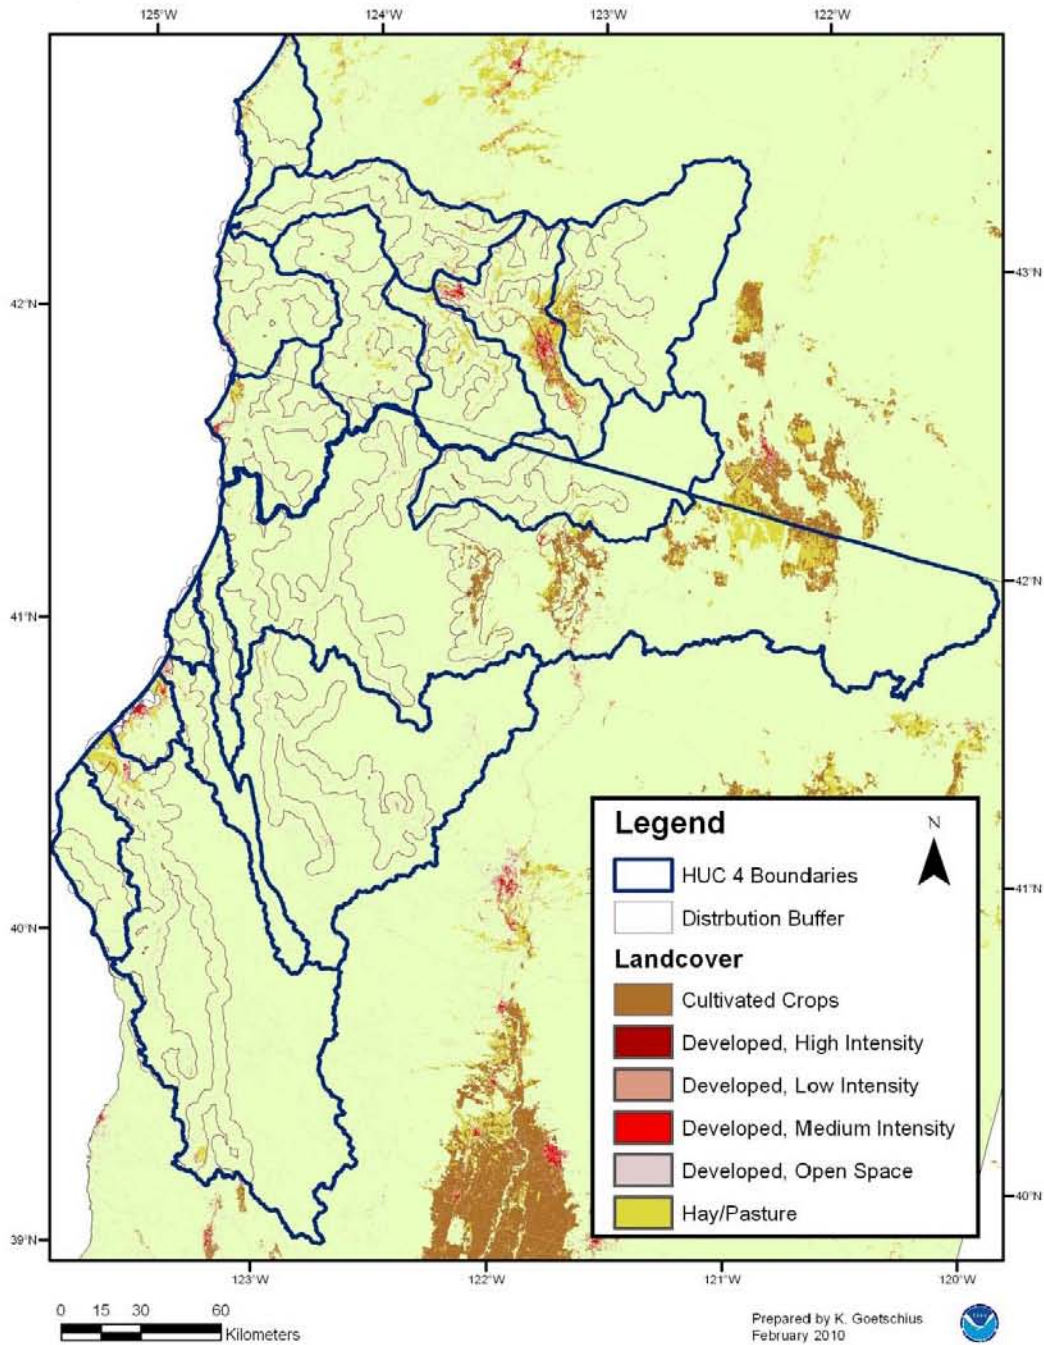 125°W 124°W 123°W 122°W
43°N
42°N
42°N
41°N
Legend
N
HUC 4 Boundaries
41°N
Distrbution Buffer
40°N
Landcover
Cultivated Crops
Developed, High Intensity
Developed, Low Intensity
Developed, Medium Intensity
Developed, Open Space
40°N
Hay/Pasture
39°N
123°W 122°W 121°W 120°W
0 15 30 60
Kilometers
Prepared by K. Goetschius
February 2010